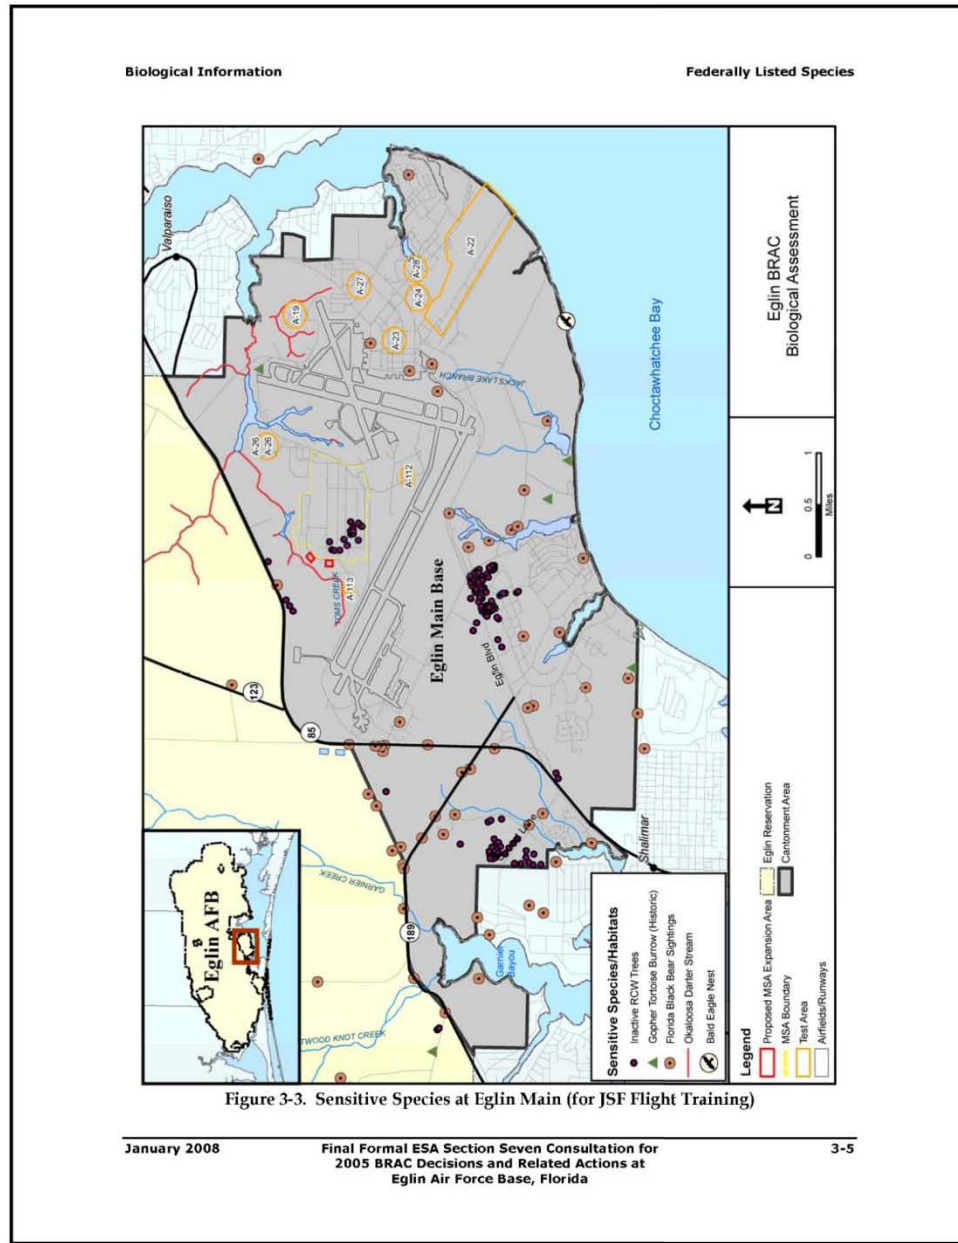 Biological Information
Federally Listed Species
Valparaiso
A-19
A-27
A-28
A-24
A-22
A-23
A-26
A-26
A-112
A-113
JACKS LAKE BRANCH
TOMS CREEK
Eglin Main Base
Eglin Blvd
Choctawhatchee Bay
123
85
189
GARNIER CREEK
Garnier
Bayou
Shalimar
Eglin AFB
Sensitive Species/Habitats
Inactive RCW Trees
Gopher Tortoise Burrow (Historic)
Florida Black Bear Sightings
Okaloosa Darter Stream
Bald Eagle Nest
Legend
Proposed MSA Expansion Area
MSA Boundary
Test Area
Airfields/Runways
Eglin Reservation
Cantonment Area
N
0 0.5 1
Miles
Eglin BRAC
Biological Assessment
Figure 3-3. Sensitive Species at Eglin Main (for JSF Flight Training)
January 2008
Final Formal ESA Section Seven Consultation for
2005 BRAC Decisions and Related Actions at
Eglin Air Force Base, Florida
3-5